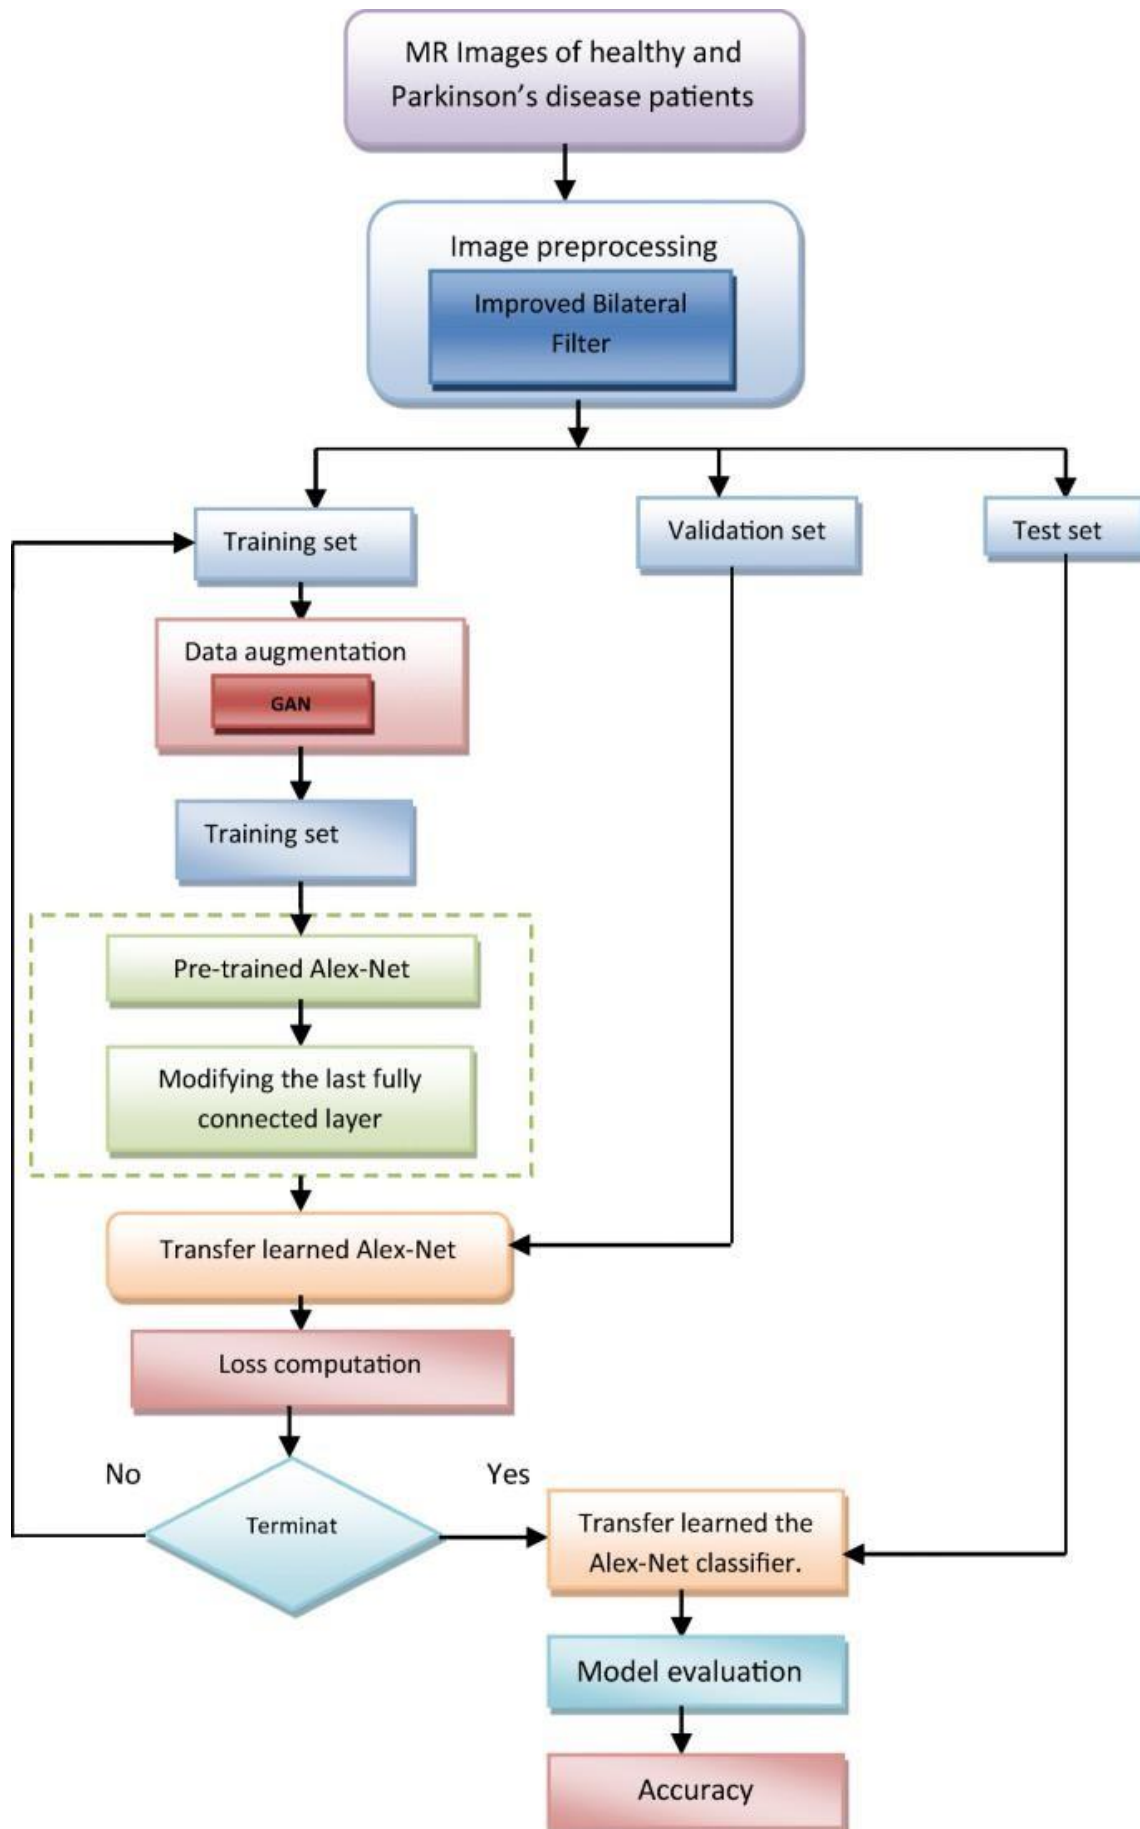 MR Images of healthy and
Parkinson’s disease patients
Image preprocessing
Improved Bilateral
Filter
Training set
Validation set
Test set
Data augmentation
GAN
Training set
Pre-trained Alex-Net
Modifying the last fully
connected layer
Transfer learned Alex-Net
Loss computation
No
Yes
Terminat
Transfer learned the
Alex-Net classifier.
Model evaluation
Accuracy